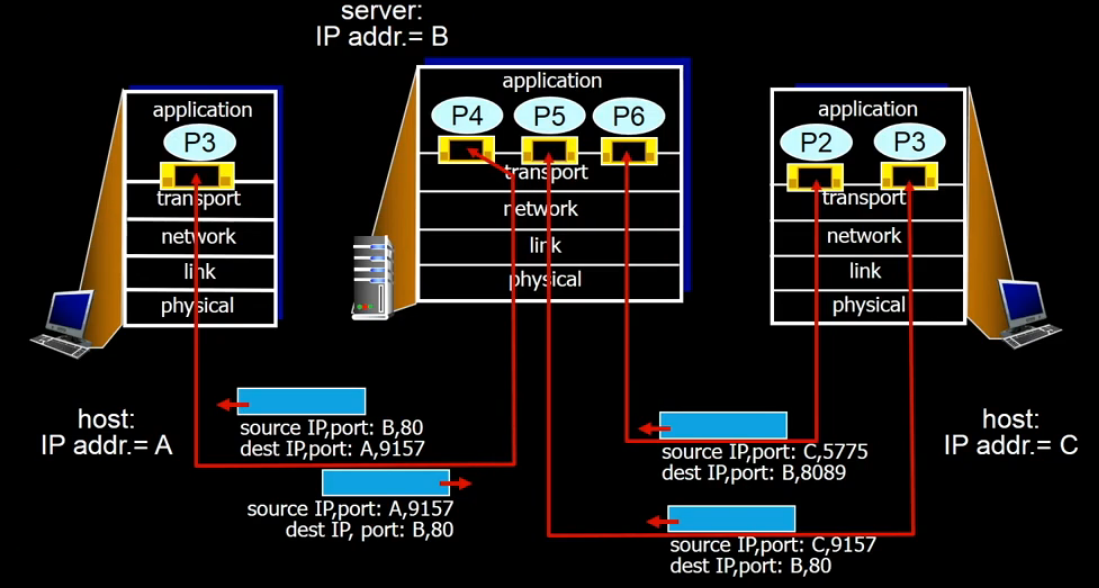 server:
IP addr.= B
application
P3
transport
network
link
physical
application
P4 P5 P6
transport
network
link
physical
application
P2 P3
transport
network
link
physical
host:
IP addr.= A
source IP,port: B,80
dest IP,port: A,9157
source IP,port: A,9157
dest IP, port: B,80
source IP,port: C,5775
dest IP,port: B,8089
source IP,port: C,9157
dest IP,port: B,80
host:
IP addr.= C